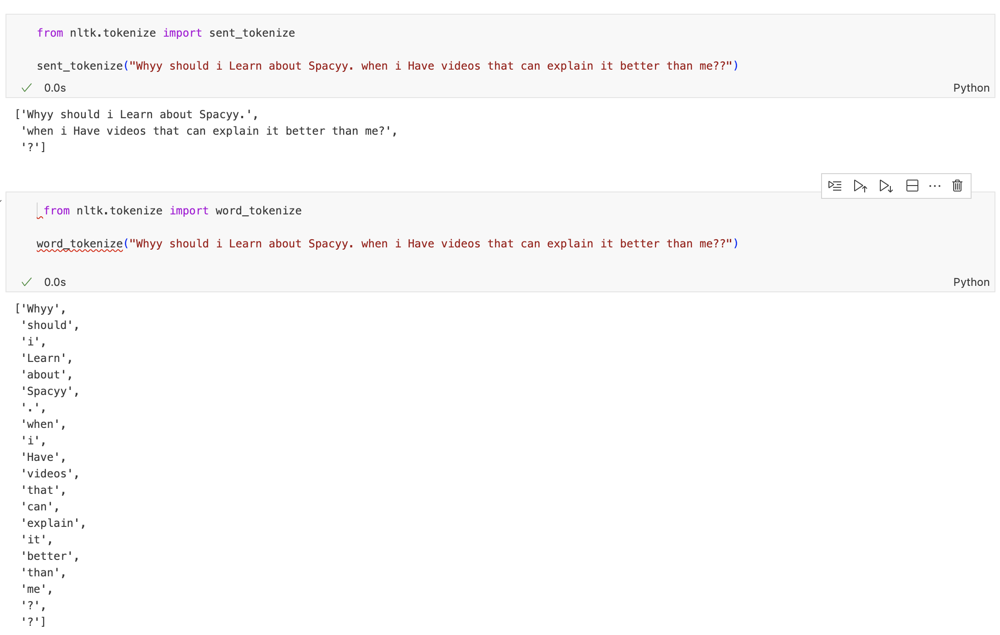 from nltk.tokenize import sent_tokenize
sent_tokenize("Whyy should i Learn about Spacyy. when i Have videos that can explain it better than me??")
0.0s
Python
['Whyy should i Learn about Spacyy.',
'when i Have videos that can explain it better than me?',
'?']
from nltk.tokenize import word_tokenize
word_tokenize("Whyy should i Learn about Spacyy. when i Have videos that can explain it better than me??")
0.0s
Python
['Whyy',
'should',
'i',
'Learn',
'about',
'Spacyy',
'.',
'when',
'i',
'Have',
'videos',
'that',
'can',
'explain',
'it',
'better',
'than',
'me',
'?',
'?']